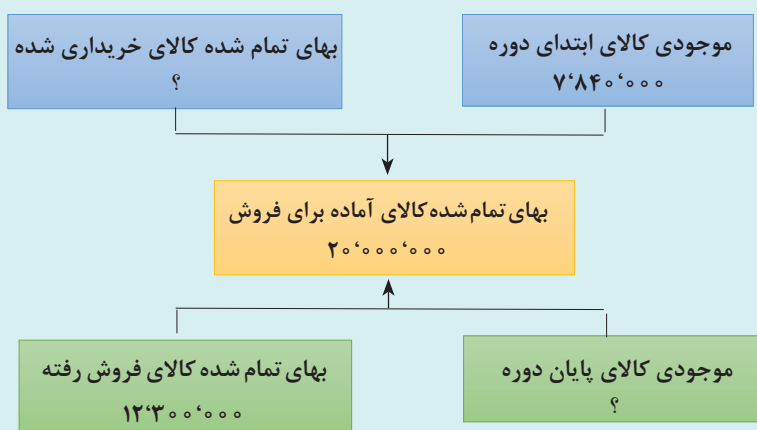 موجودی کالای ابتدای دوره
۷٬۸۴۰٬۰۰۰
بهای تمام شده کالای خریداری شده
؟
بهای تمام شده کالای آماده برای فروش
۲۰٬۰۰۰٬۰۰۰
موجودی کالای پایان دوره
؟
بهای تمام شده کالای فروش رفته
۱۲٬۳۰۰٬۰۰۰